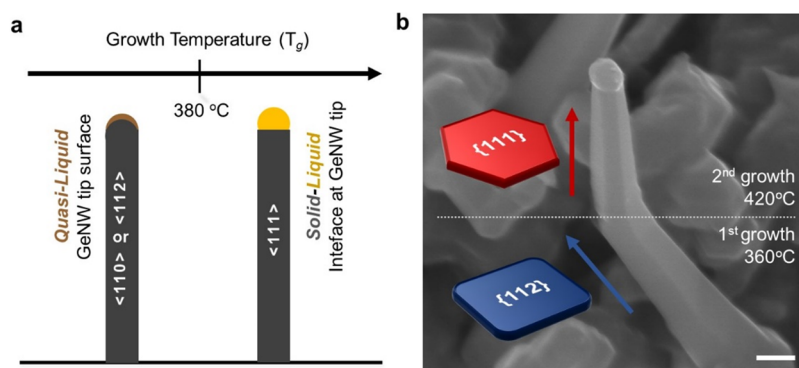 a
Growth Temperature (Tg)
380 °C
Quasi-Liquid
GeNW tip surface
<110> or <112>
<111>
Solid-Liquid
Inteface at GeNW tip
b
{111}
2nd growth
420°C
1st growth
360°C
{112}